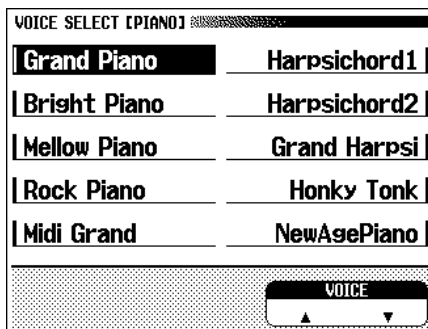 VOICE SELECT [PIANO]
Grand Piano Harpsichord1
Bright Piano Harpsichord2
Mellow Piano Grand Harpsi
Rock Piano Honky Tonk
Midi Grand NewAgePiano
VOICE
▲ ▼